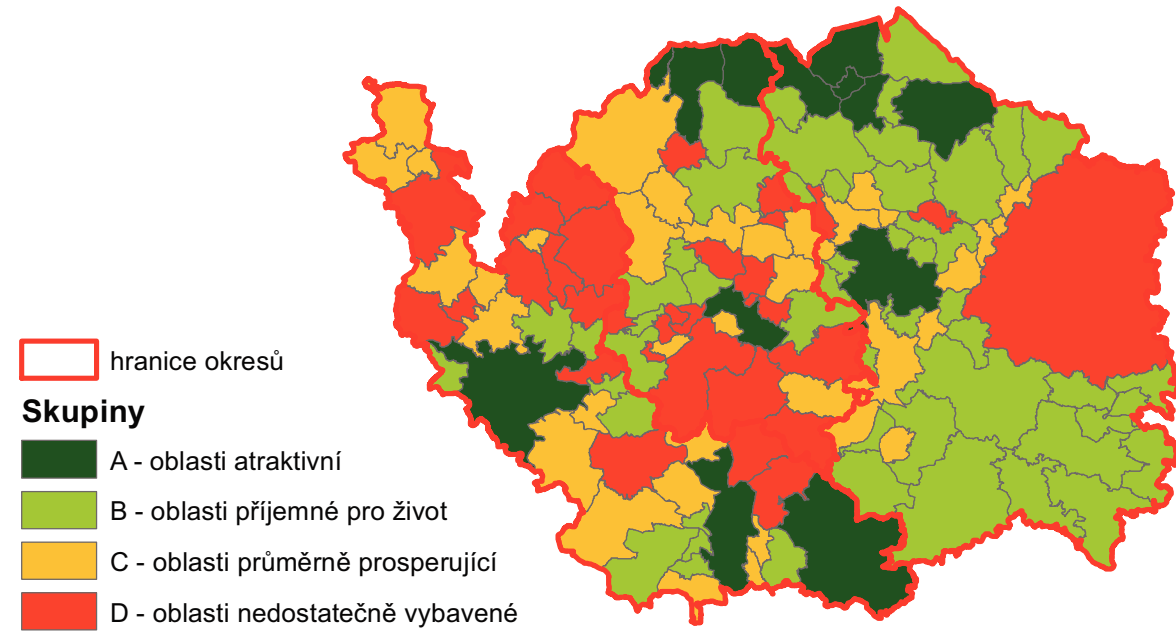 hranice okresů
Skupiny
A - oblasti atraktivní
B - oblasti příjemné pro život
C - oblasti průměrně prosperující
D - oblasti nedostatečně vybavené